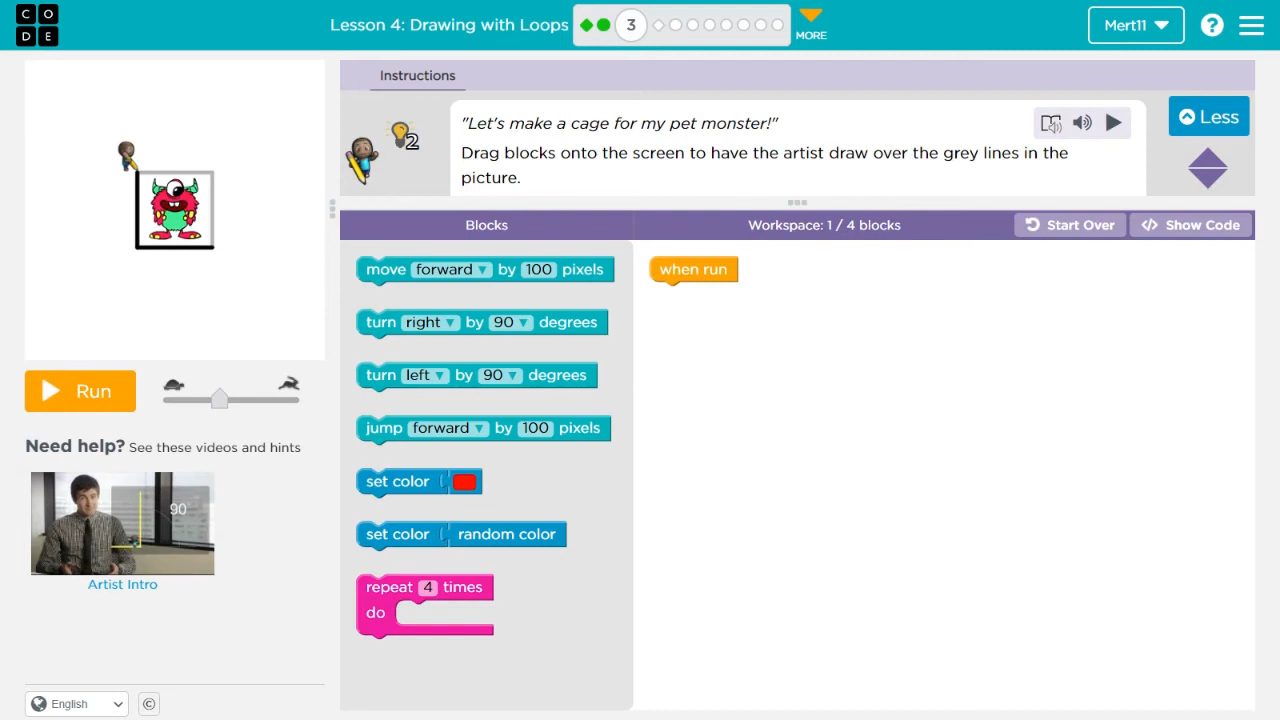 C O
D E
Lesson 4: Drawing with Loops
3
MORE
Mert11
?
Instructions
2
"Let's make a cage for my pet monster!"
Drag blocks onto the screen to have the artist draw over the grey lines in the
picture.
Less
Blocks
Workspace: 1 / 4 blocks
Start Over
Show Code
move forward by 100 pixels
when run
turn right by 90 degrees
turn left by 90 degrees
jump forward by 100 pixels
set color
set color random color
repeat 4 times
do
Run
Need help? See these videos and hints
90°
Artist Intro
English
©